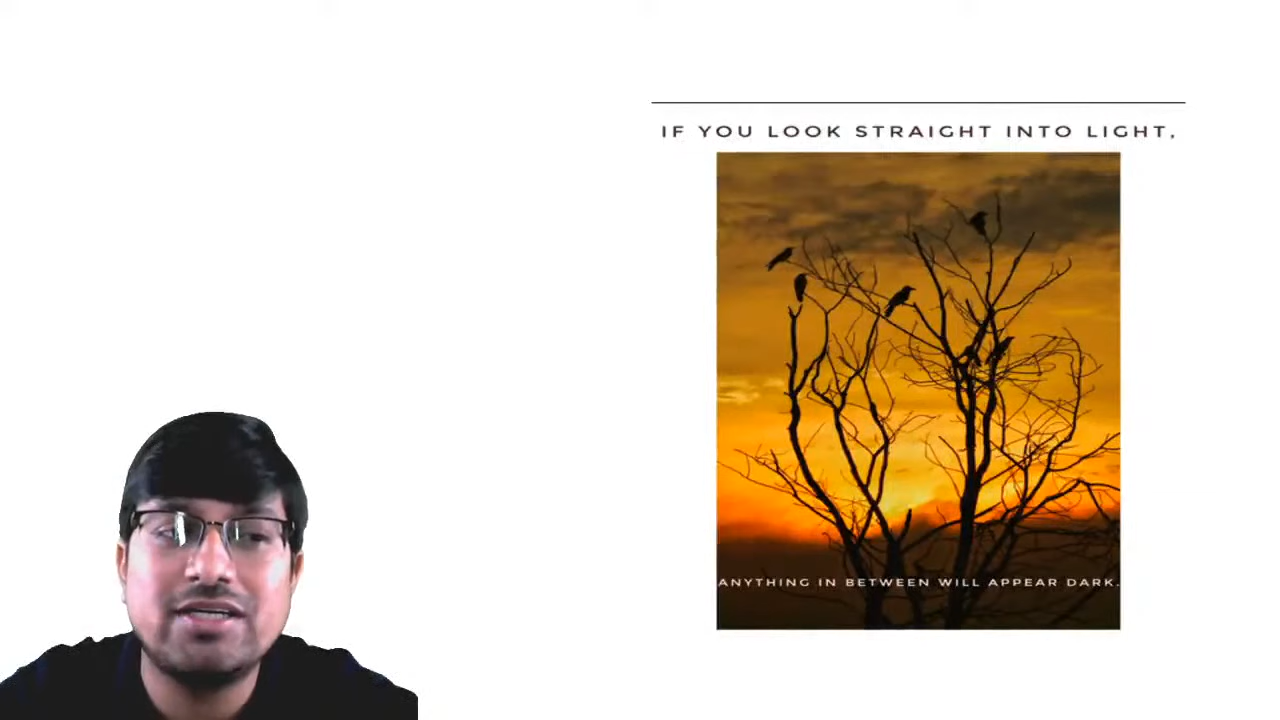 IF YOU LOOK STRAIGHT INTO LIGHT,
ANYTHING IN BETWEEN WILL APPEAR DARK.